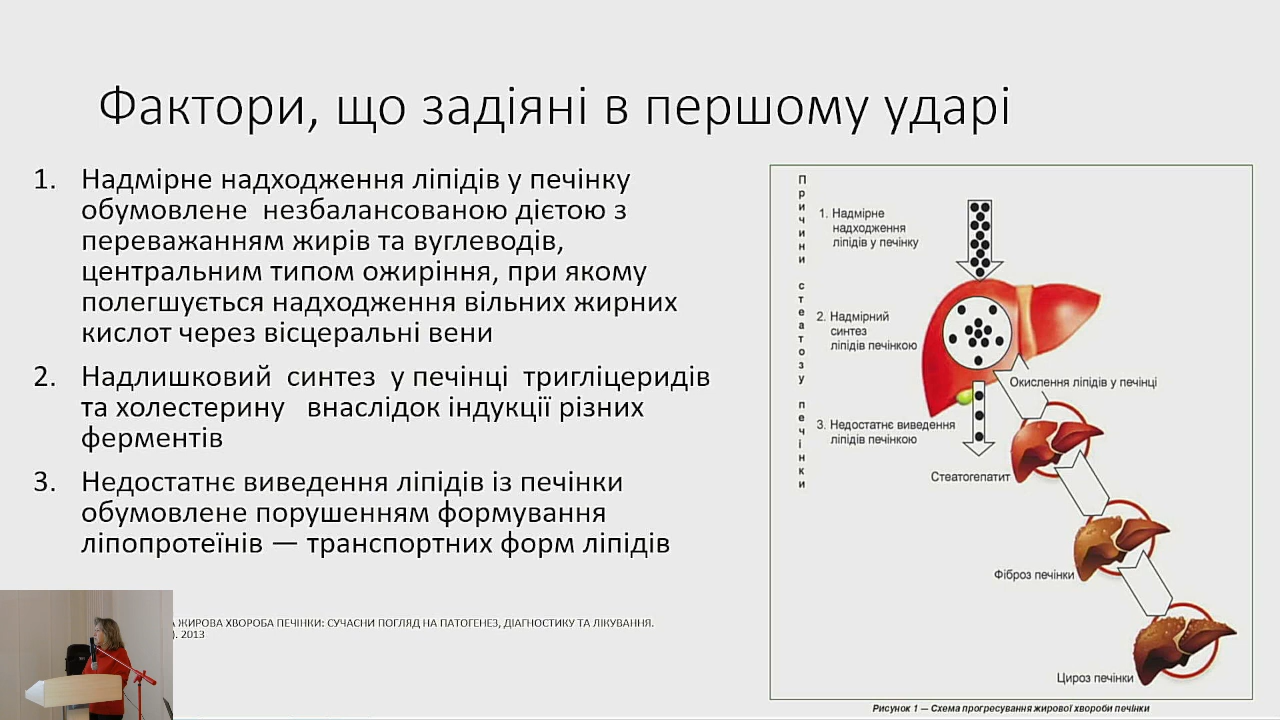 Фактори, що задіяні в першому ударі
1. Надмірне надходження ліпідів у печінку
обумовлене незбалансованою дієтою з
переважанням жирів та вуглеводів,
центральним типом ожиріння, при якому
полегшується надходження вільних жирних
кислот через вісцеральні вени
2. Надлишковий синтез у печінці тригліцеридів
та холестерину внаслідок індукції різних
ферментів
3. Недостатнє виведення ліпідів із печінки
обумовлене порушенням формування
ліпопротеїнів — транспортних форм ліпідів
ЖИРОВА ХВОРОБА ПЕЧІНКИ: СУЧАСНИ ПОГЛЯД НА ПАТОГЕНЕЗ, ДІАГНОСТИКУ ТА ЛІКУВАННЯ.
). 2013
Причини стеатозу печінки
1. Надмірне
надходження
ліпідів у печінку
2. Надмірний
синтез
ліпідів печінкою
Окислення ліпідів у печінці
3. Недостатнє виведення
ліпідів печінкою
Стеатогепатит
Фіброз печінки
Цироз печінки
Рисунок 1 — Схема прогресування жирової хвороби печінки